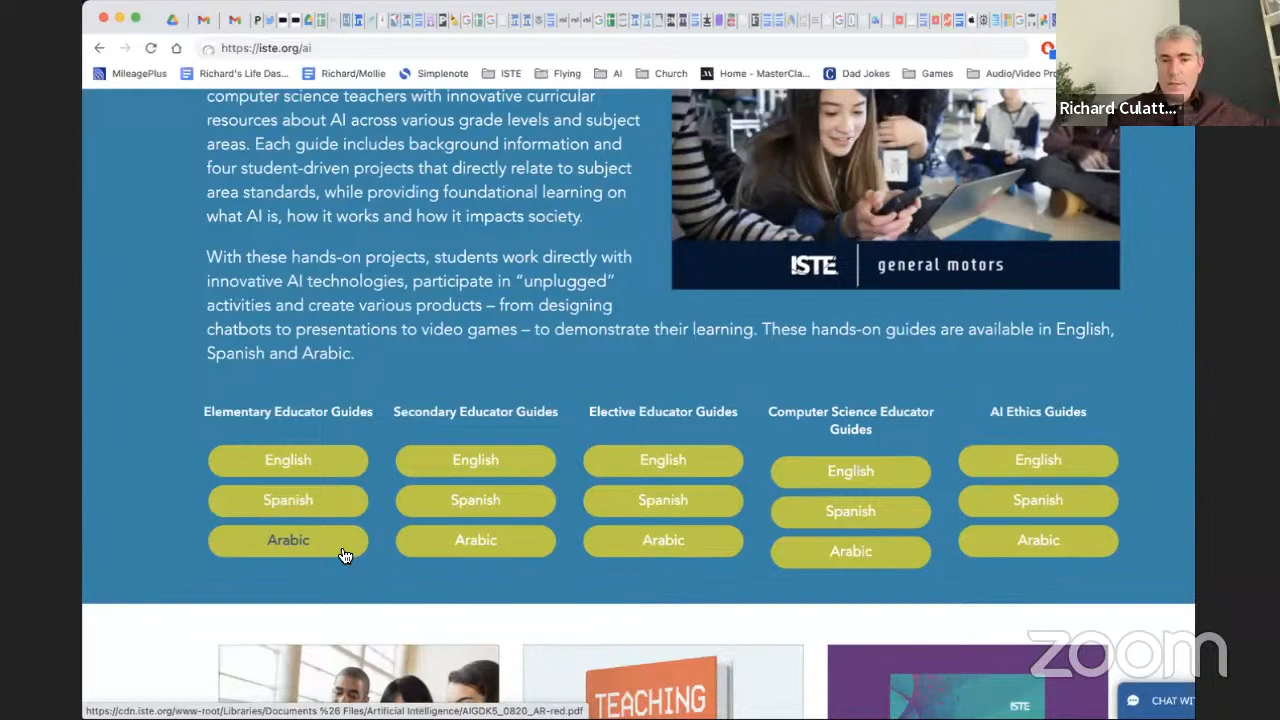 https://iste.org/ai
MileagePlus
Richard's Life Das...
Richard/Mollie
Simplenote
ISTE
Flying
AI
Church
Home - MasterCla...
Dad Jokes
Games
Audio/Video Pro
Richard Culatt...
computer science teachers with innovative curricular
resources about AI across various grade levels and subject
areas. Each guide includes background information and
four student-driven projects that directly relate to subject
area standards, while providing foundational learning on
what AI is, how it works and how it impacts society.
ISTE general motors
With these hands-on projects, students work directly with
innovative AI technologies, participate in “unplugged”
activities and create various products – from designing
chatbots to presentations to video games – to demonstrate their learning. These hands-on guides are available in English,
Spanish and Arabic.
Elementary Educator Guides
English
Spanish
Arabic
Secondary Educator Guides
English
Spanish
Arabic
Elective Educator Guides
English
Spanish
Arabic
Computer Science Educator
Guides
English
Spanish
Arabic
AI Ethics Guides
English
Spanish
Arabic
TEACHING
ISTE
zoom
CHAT WI
https://cdn.iste.org/www-root/Libraries/Documents %26 Files/Artificial Intelligence/AIGDK5_0820_AR-red.pdf